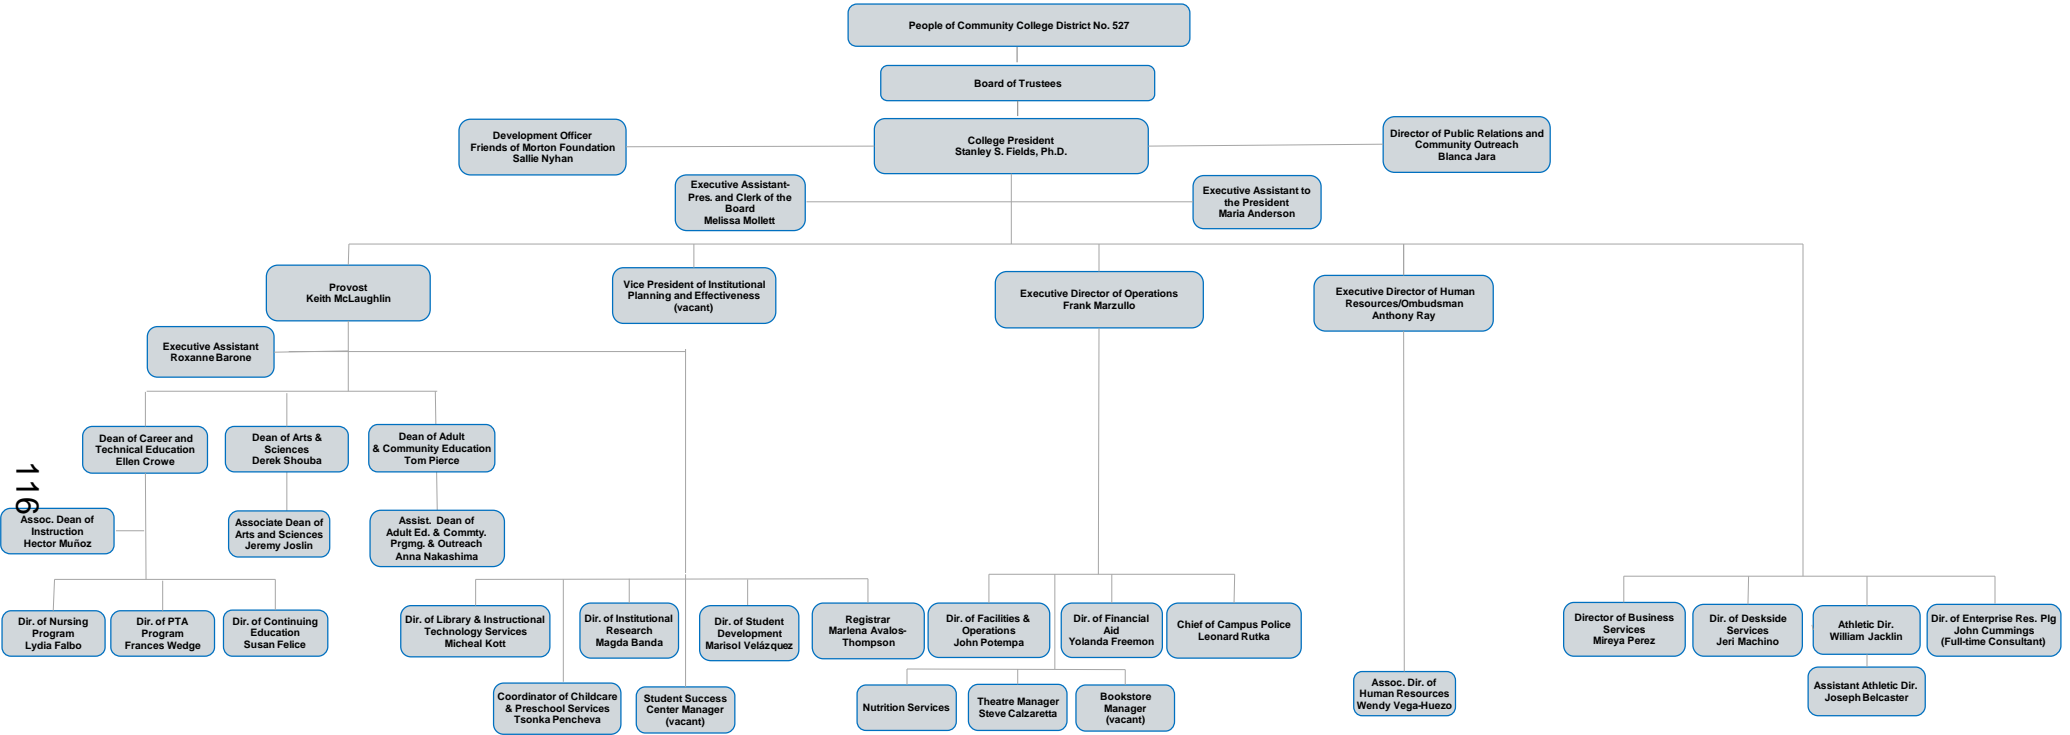 People of Community College District No. 527
Board of Trustees
Development Officer
Friends of Morton Foundation
Sallie Nyhan
College President
Stanley S. Fields, Ph.D.
Director of Public Relations and
Community Outreach
Blanca Jara
Executive Assistant-
Pres. and Clerk of the
Board
Melissa Mollett
Executive Assistant to
the President
Maria Anderson
Provost
Keith McLaughlin
Vice President of Institutional
Planning and Effectiveness
(vacant)
Executive Director of Operations
Frank Marzullo
Executive Director of Human
Resources/Ombudsman
Anthony Ray
Executive Assistant
Roxanne Barone
Dean of Career and
Technical Education
Ellen Crowe
Dean of Arts &
Sciences
Derek Shouba
Dean of Adult
& Community Education
Tom Pierce
116
Assoc. Dean of
Instruction
Hector Muñoz
Associate Dean of
Arts and Sciences
Jeremy Joslin
Assist. Dean of
Adult Ed. & Commty.
Prgmg. & Outreach
Anna Nakashima
Dir. of Nursing
Program
Lydia Falbo
Dir. of PTA
Program
Frances Wedge
Dir. of Continuing
Education
Susan Felice
Dir. of Library & Instructional
Technology Services
Micheal Kott
Dir. of Institutional
Research
Magda Banda
Dir. of Student
Development
Marisol Velázquez
Registrar
Marlena Avalos-
Thompson
Dir. of Facilities &
Operations
John Potempa
Dir. of Financial
Aid
Yolanda Freemon
Chief of Campus Police
Leonard Rutka
Director of Business
Services
Mireya Perez
Dir. of Deskside
Services
Jeri Machino
Athletic Dir.
William Jacklin
Dir. of Enterprise Res. Plg
John Cummings
(Full-time Consultant)
Coordinator of Childcare
& Preschool Services
Tsonka Pencheva
Student Success
Center Manager
(vacant)
Nutrition Services
Theatre Manager
Steve Calzaretta
Bookstore
Manager
(vacant)
Assoc. Dir. of
Human Resources
Wendy Vega-Huezo
Assistant Athletic Dir.
Joseph Belcaster